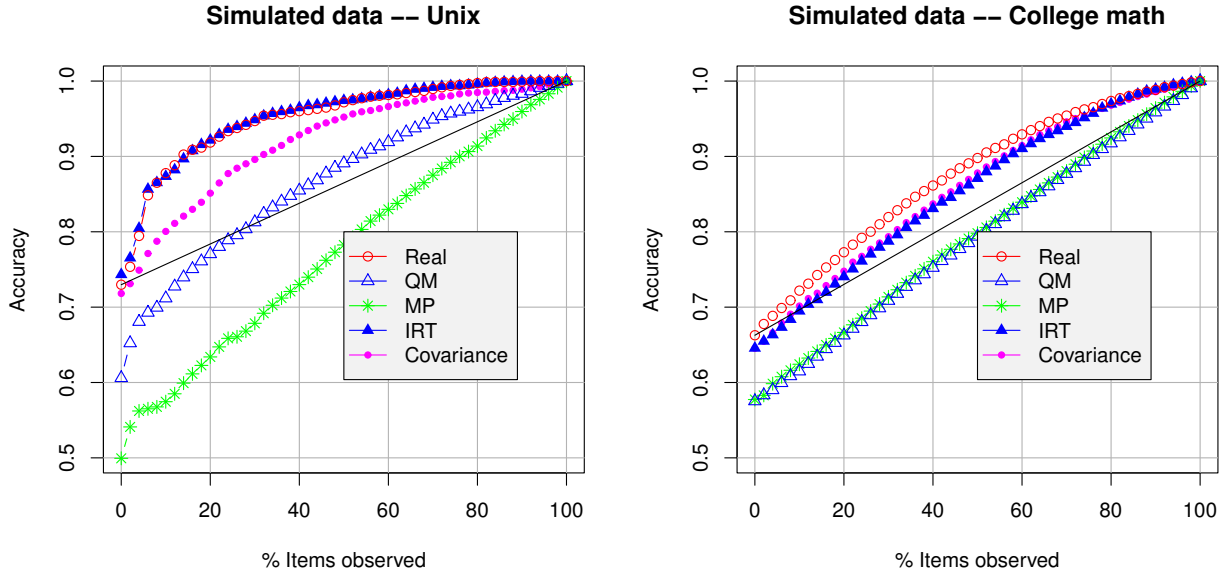 Simulated data −− Unix
Accuracy
1.0
0.9
0.8
0.7
0.6
0.5
Real
QM
MP
IRT
Covariance
0 20 40 60 80 100
% Items observed
Simulated data −− College math
Accuracy
1.0
0.9
0.8
0.7
0.6
0.5
Real
QM
MP
IRT
Covariance
0 20 40 60 80 100
% Items observed